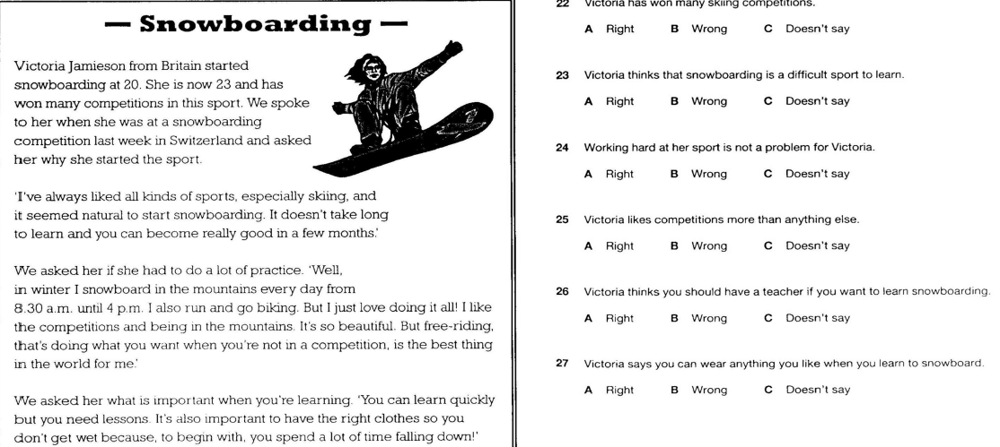 — Snowboarding —
Victoria Jamieson from Britain started
snowboarding at 20. She is now 23 and has
won many competitions in this sport. We spoke
to her when she was at a snowboarding
competition last week in Switzerland and asked
her why she started the sport.
'I've always liked all kinds of sports, especially skiing, and
it seemed natural to start snowboarding. It doesn't take long
to learn and you can become really good in a few months.'
We asked her if she had to do a lot of practice. 'Well,
in winter I snowboard in the mountains every day from
8.30 a.m. until 4 p.m. I also run and go biking. But I just love doing it all! I like
the competitions and being in the mountains. It's so beautiful. But free-riding,
that's doing what you want when you're not in a competition, is the best thing
in the world for me.'
We asked her what is important when you're learning. 'You can learn quickly
but you need lessons. It's also important to have the right clothes so you
don't get wet because, to begin with, you spend a lot of time falling down!'
22 Victoria has won many skiing competitions.
A Right B Wrong C Doesn't say
23 Victoria thinks that snowboarding is a difficult sport to learn.
A Right B Wrong C Doesn't say
24 Working hard at her sport is not a problem for Victoria.
A Right B Wrong C Doesn't say
25 Victoria likes competitions more than anything else.
A Right B Wrong C Doesn't say
26 Victoria thinks you should have a teacher if you want to learn snowboarding.
A Right B Wrong C Doesn't say
27 Victoria says you can wear anything you like when you learn to snowboard.
A Right B Wrong C Doesn't say